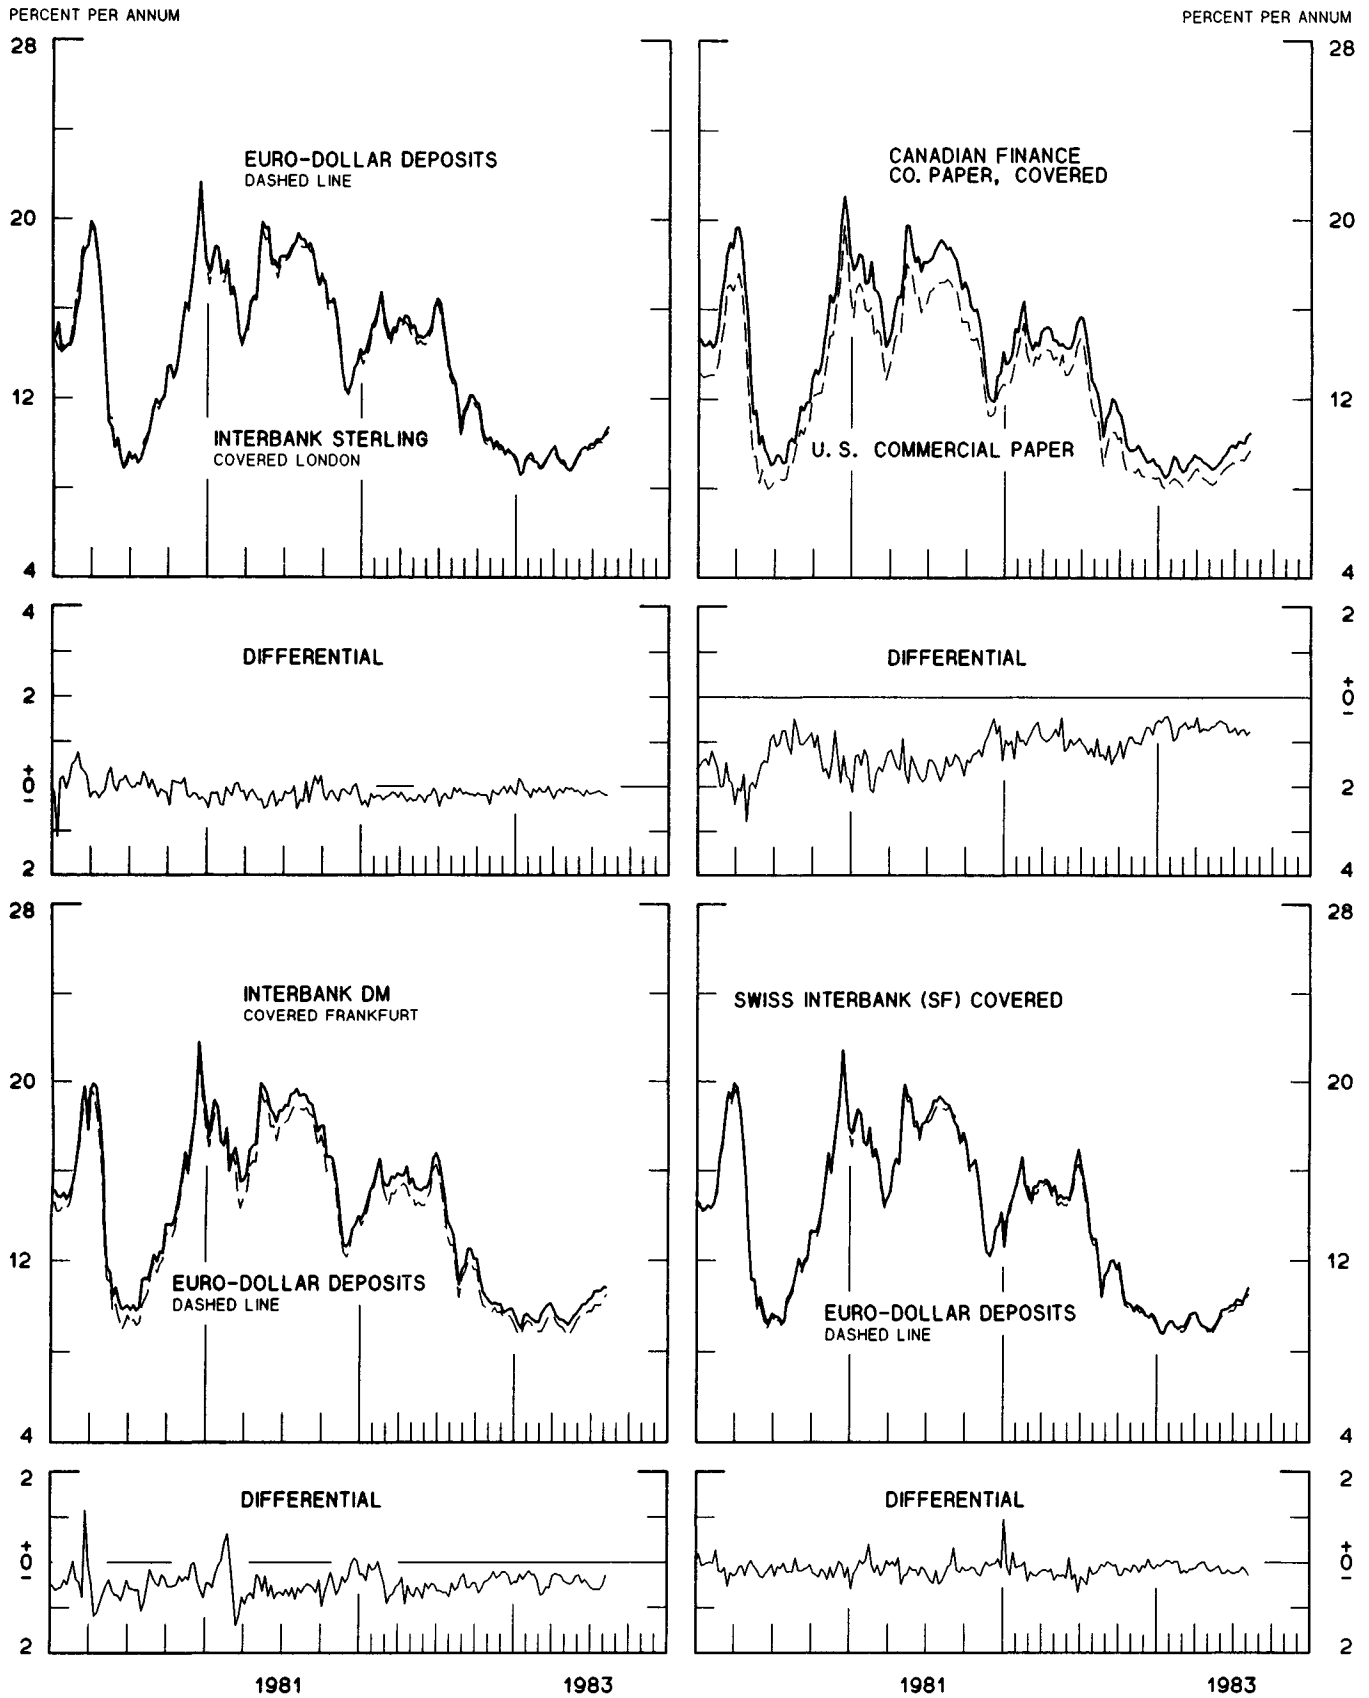 PERCENT PER ANNUM
PERCENT PER ANNUM
28
20
12
4
EURO-DOLLAR DEPOSITS
DASHED LINE
INTERBANK STERLING
COVERED LONDON
CANADIAN FINANCE
CO. PAPER, COVERED
U. S. COMMERCIAL PAPER
28
20
12
4
4
2
+
0
-
2
DIFFERENTIAL
DIFFERENTIAL
2
+
0
-
2
4
28
20
12
4
INTERBANK DM
COVERED FRANKFURT
EURO-DOLLAR DEPOSITS
DASHED LINE
SWISS INTERBANK (SF) COVERED
EURO-DOLLAR DEPOSITS
DASHED LINE
28
20
12
4
2
+
0
-
2
DIFFERENTIAL
DIFFERENTIAL
2
+
0
-
2
1981
1983
1981
1983